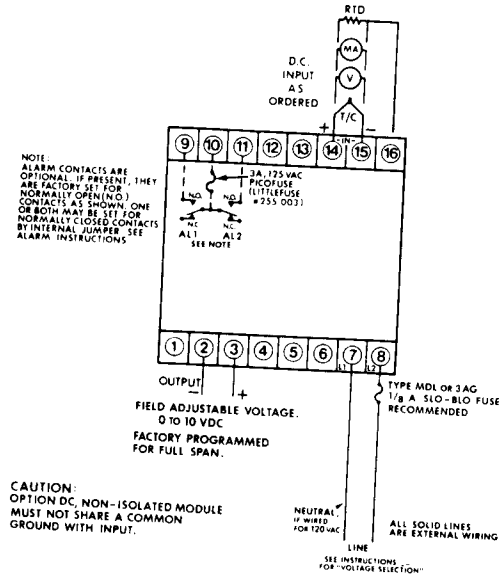 RTD
MA
V
D.C.
INPUT
AS
ORDERED
T/C
+
-
-IN-
9 10 11 12 13 14 15 16
NOTE:
ALARM CONTACTS ARE
OPTIONAL. IF PRESENT, THEY
ARE FACTORY SET FOR
NORMALLY OPEN (N.O.)
CONTACTS AS SHOWN. ONE
OR BOTH MAY BE SET FOR
NORMALLY CLOSED CONTACTS
BY INTERNAL JUMPER SEE
ALARM INSTRUCTIONS
3A, 125 VAC
PICOFUSE
(LITTLEFUSE
#255 003)
N.O. N.O.
N.C. N.C.
AL1 AL2
SEE NOTE
1 2 3 4 5 6 7 8
L1 L2
OUTPUT
- +
FIELD ADJUSTABLE VOLTAGE.
0 TO 10 VDC
FACTORY PROGRAMMED
FOR FULL SPAN.
TYPE MDL OR 3AG
1/8 A SLO-BLO FUSE
RECOMMENDED
CAUTION:
OPTION DC, NON-ISOLATED MODULE
MUST NOT SHARE A COMMON
GROUND WITH INPUT.
NEUTRAL.
IF WIRED
FOR 120 VAC
ALL SOLID LINES
ARE EXTERNAL WIRING
LINE
SEE INSTRUCTIONS
FOR "VOLTAGE SELECTION"